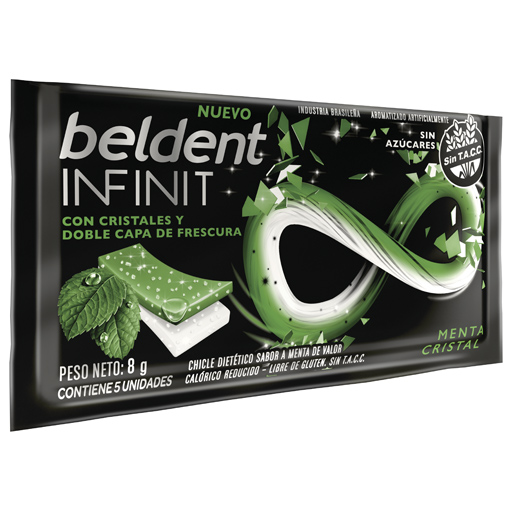 NUEVO
INDUSTRIA BRASILEÑA
AROMATIZADO ARTIFICIALMENTE
beldent
INFINIT
SIN
AZÚCARES
Sin T.A.C.C.
CON CRISTALES Y
DOBLE CAPA DE FRESCURA
MENTA
CRISTAL
PESO NETO: 8 g
CONTIENE 5 UNIDADES
CHICLE DIETÉTICO SABOR A MENTA DE VALOR
CALÓRICO REDUCIDO – LIBRE DE GLUTEN. SIN T.A.C.C.